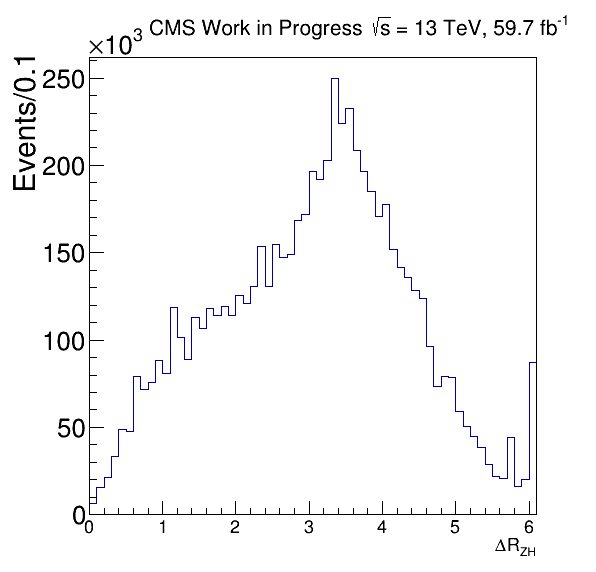 ×10³ CMS Work in Progress √s = 13 TeV, 59.7 fb⁻¹
Events/0.1
250
200
150
100
50
0
0 1 2 3 4 5 6
ΔR_ZH